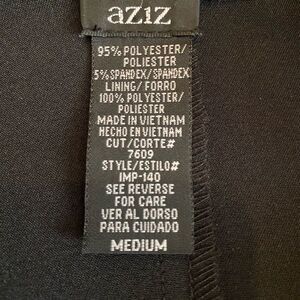 aziz
95% POLYESTER/
POLIESTER
5% SPANDEX/SPANDEX
LINING/ FORRO
100% POLYESTER/
POLIESTER
MADE IN VIETNAM
HECHO EN VIETNAM
CUT/CORTE#
7609
STYLE/ESTILO#
IMP-140
SEE REVERSE
FOR CARE
VER AL DORSO
PARA CUIDADO
MEDIUM